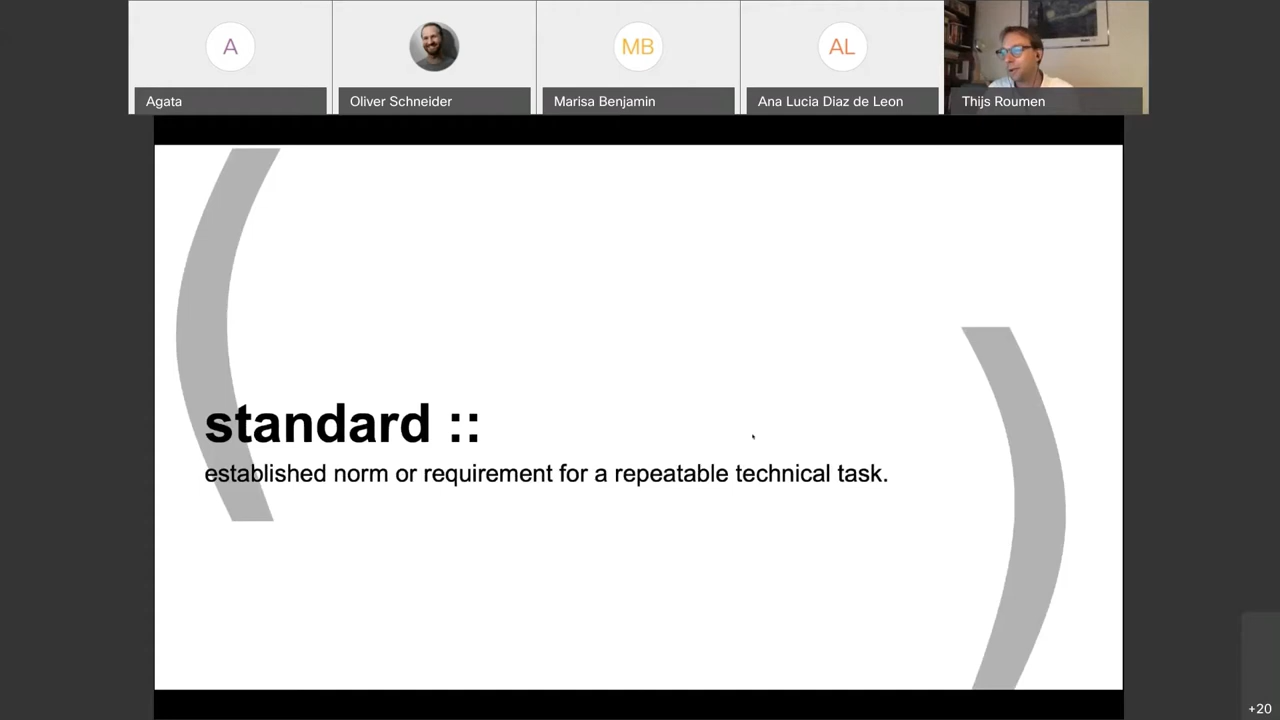 A
Agata
Oliver Schneider
MB
Marisa Benjamin
AL
Ana Lucia Diaz de Leon
Thijs Roumen
standard ::
established norm or requirement for a repeatable technical task.
+20